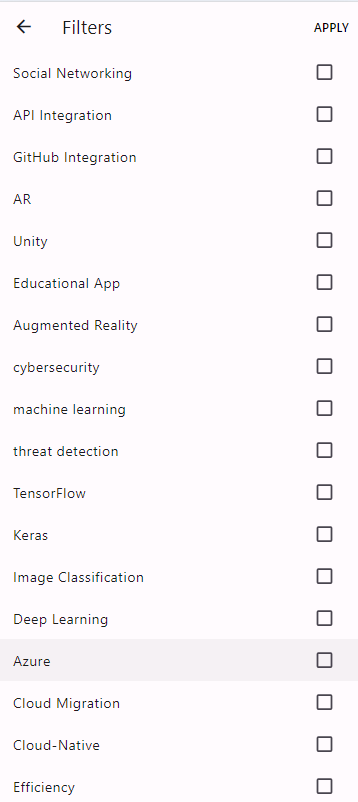 Filters
APPLY
Social Networking
API Integration
GitHub Integration
AR
Unity
Educational App
Augmented Reality
cybersecurity
machine learning
threat detection
TensorFlow
Keras
Image Classification
Deep Learning
Azure
Cloud Migration
Cloud-Native
Efficiency